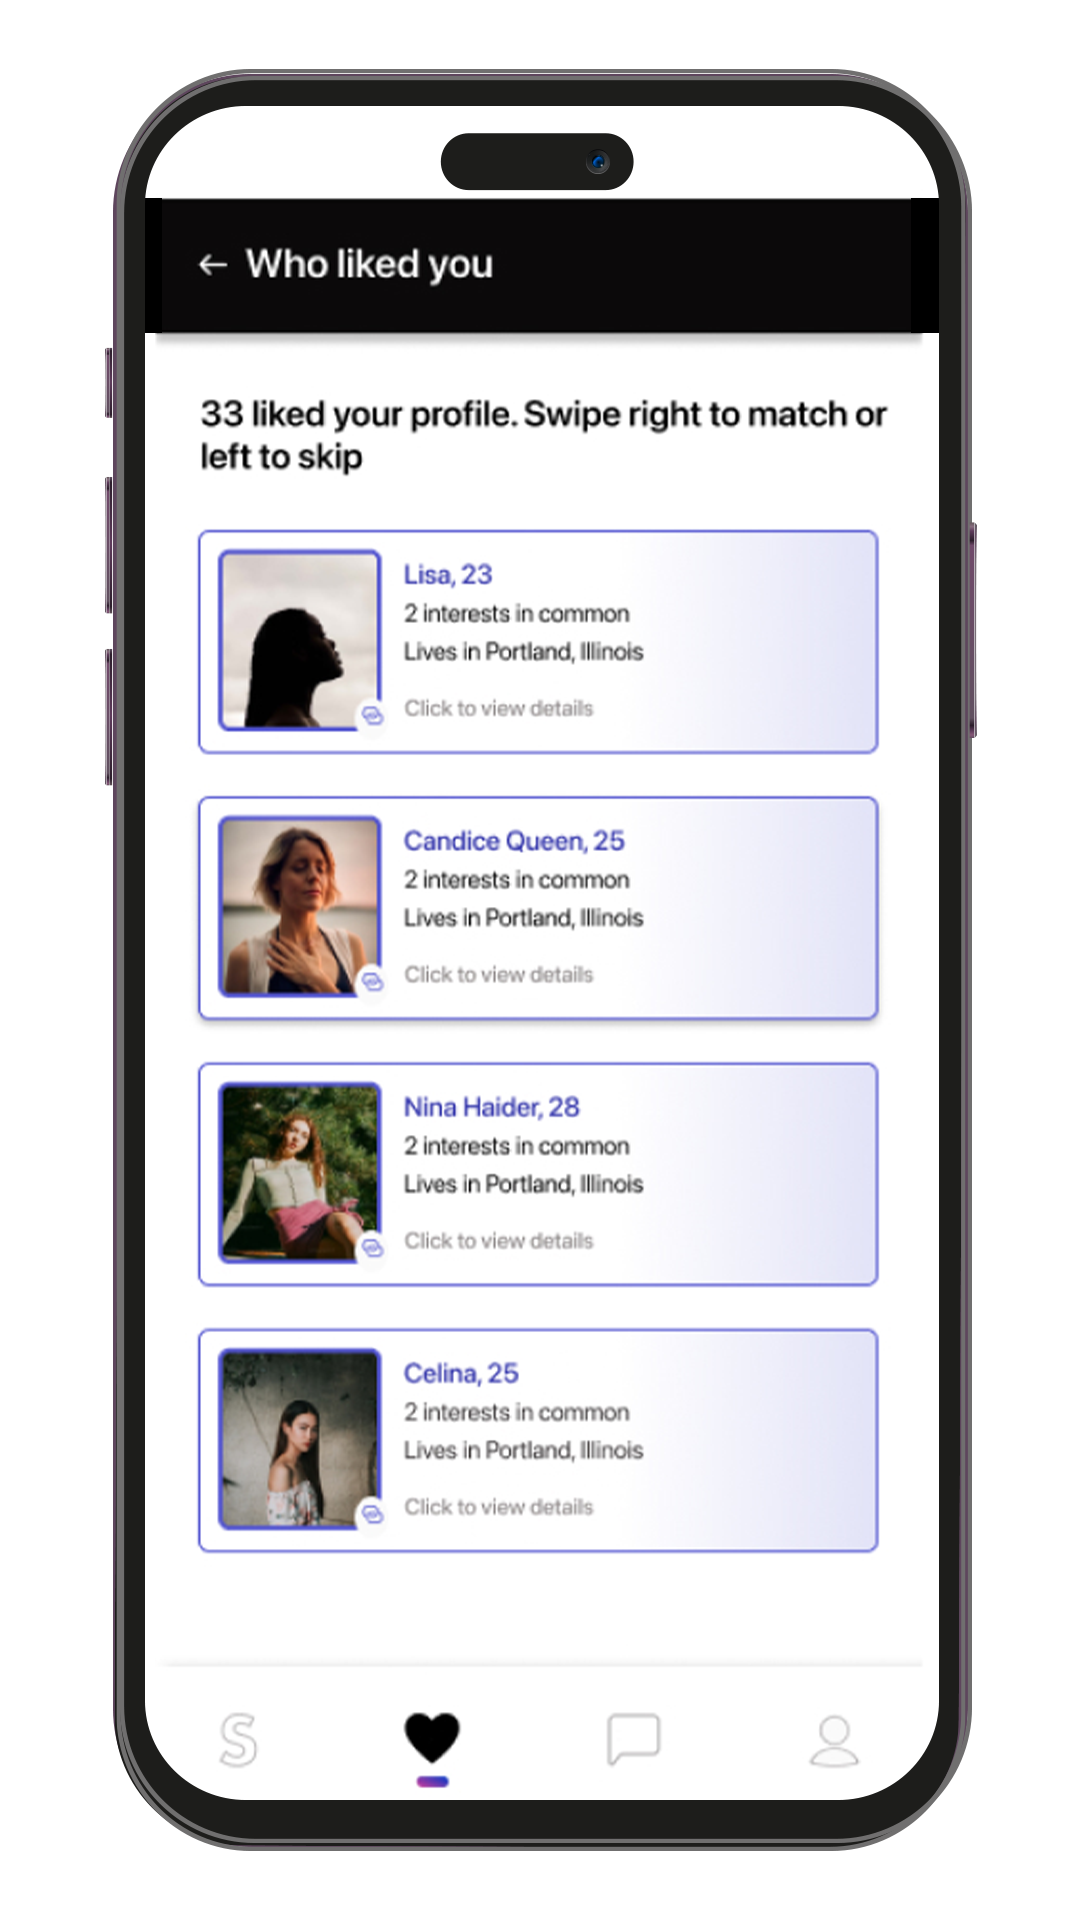 Who liked you
33 liked your profile. Swipe right to match or
left to skip
Lisa, 23
2 interests in common
Lives in Portland, Illinois
Click to view details
Candice Queen, 25
2 interests in common
Lives in Portland, Illinois
Click to view details
Nina Haider, 28
2 interests in common
Lives in Portland, Illinois
Click to view details
Celina, 25
2 interests in common
Lives in Portland, Illinois
Click to view details
S